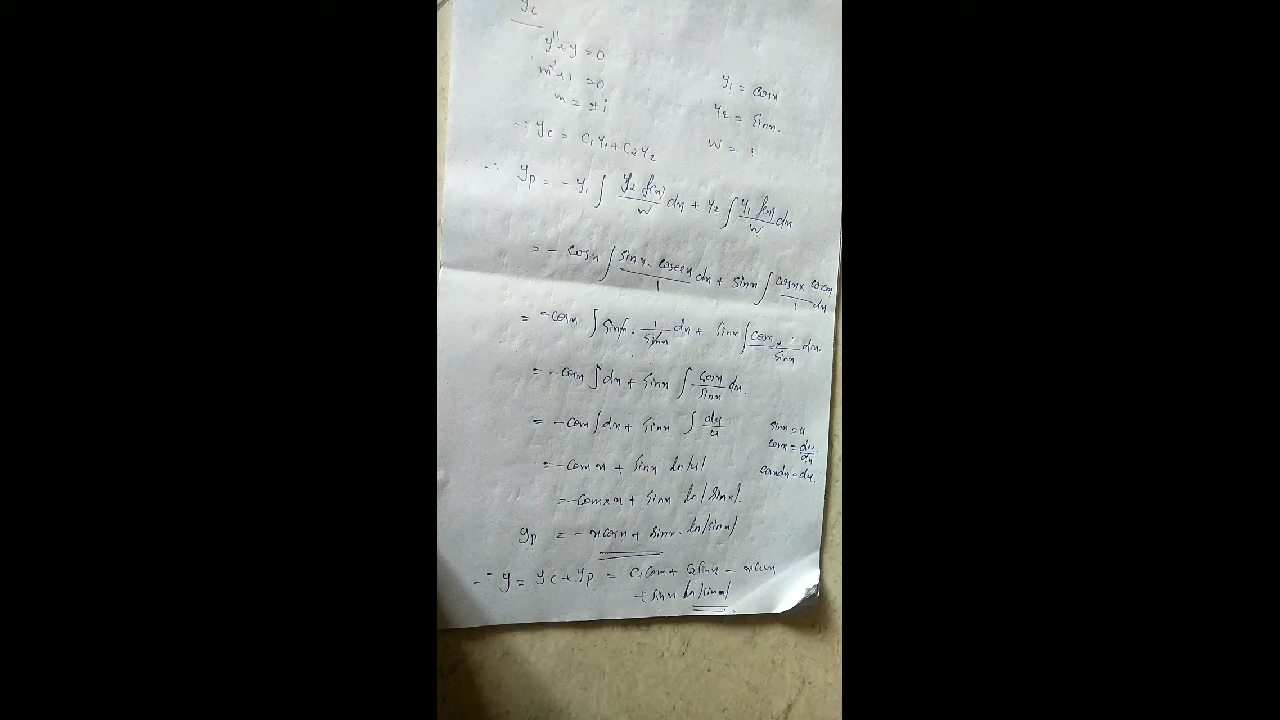 yc
y'' + y = 0
m² + 1 = 0
m = ± i
y₁ = cosx
y₂ = sinx.
W = 1
∴ yc = C₁y₁ + C₂y₂
∴ yp = - y₁ ∫ y₂ f(x)/W dx + y₂ ∫ y₁ f(x)/W dx
= - cosx ∫ sinx. cosecx/1 dx + sinx ∫ cosx x cosecx/1 dx
= - cosx ∫ sinx . 1/sinx dx + sinx ∫ cosx x 1/sinx dx.
= - cosx ∫ dx + sinx ∫ cosx/sinx dx.
= - cosx ∫ dx + sinx ∫ du/u
sinx = u
cosx = du/dx.
cosxdx = du.
= - cosx x + sinx ln|u|
= - cosx x + sinx ln|sinx|.
yp = - xcosx + sinx. ln|sinx|
∴ y = yc + yp = C₁cosx + C₂sinx - xcosx
+ sinx ln|sinx|